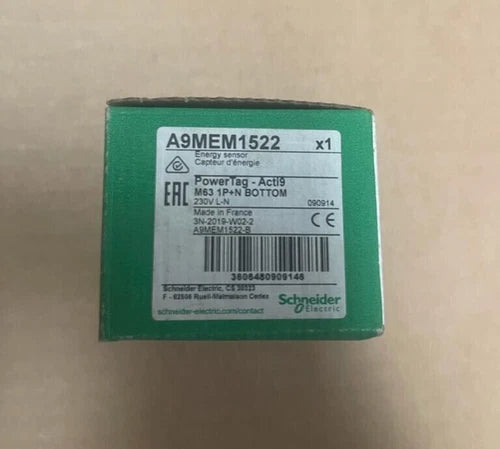 A9MEM1522 x1
Energy sensor
Capteur d'énergie
EAC
PowerTag - Acti9
M63 1P+N BOTTOM
230V L-N 090914
Made in France
3N-2019-W02-2
A9MEM1522-B
CE
3606480909146
Schneider Electric, CS 30323
F - 92506 Rueil-Malmaison Cedex
schneider-electric.com/contact
Schneider
Electric